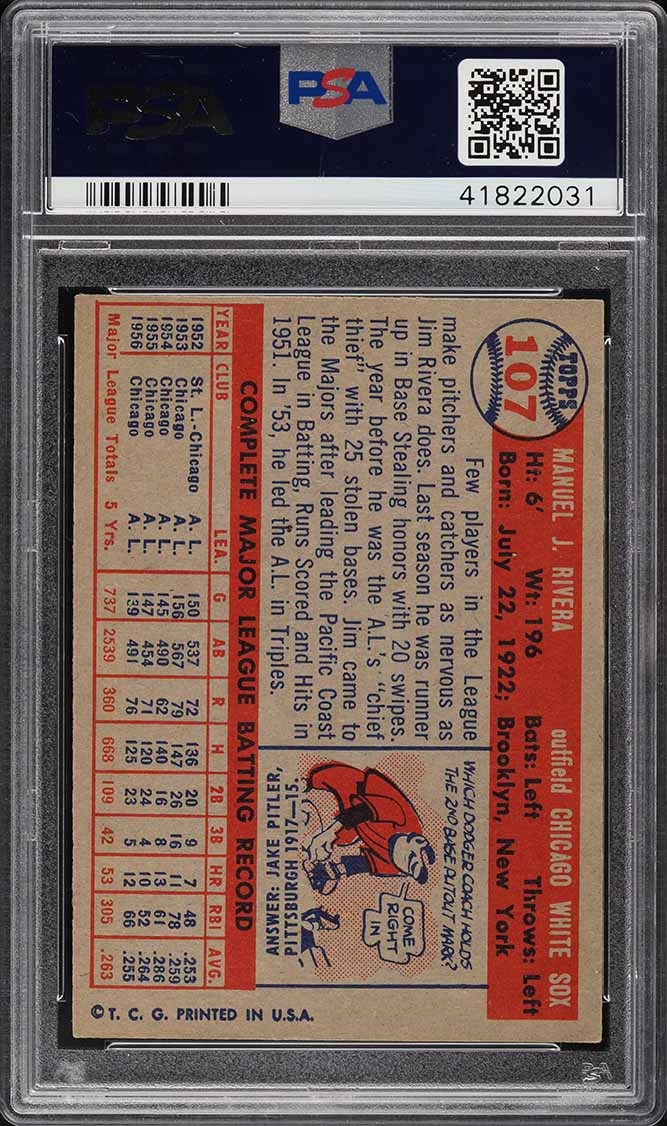 PSA
PSA
41822031
TOPPS
107
MANUEL J. RIVERA outfield CHICAGO WHITE SOX
Ht: 6' Wt: 196 Bats: Left Throws: Left
Born: July 22, 1922; Brooklyn, New York
Few players in the League
make pitchers and catchers as nervous as
Jim Rivera does. Last season he was runner
up in Base Stealing honors with 20 swipes.
The year before he was the A.L.'s "chief
thief" with 25 stolen bases. Jim came to
the Majors after leading the Pacific Coast
League in Batting, Runs Scored and Hits in
1951. In '53, he led the A.L. in Triples.
WHICH DODGER COACH HOLDS
THE 2ND BASE PUTOUT MARK?
COME
RIGHT
IN
ANSWER: JAKE PITLER,
PITTSBURGH 1917-15.
COMPLETE MAJOR LEAGUE BATTING RECORD
YEAR CLUB LEA. G AB R H 2B 3B HR RBI AVG.
1952 St. L.-Chicago A. L. 150 537 72 136 20 9 7 48 .253
1953 Chicago A. L. 156 567 79 147 26 16 11 78 .259
1954 Chicago A. L. 145 490 62 140 16 8 13 61 .286
1955 Chicago A. L. 147 454 71 120 24 4 10 52 .264
1956 Chicago A. L. 139 491 76 125 23 5 12 66 .255
Major League Totals 5 Yrs. 737 2539 360 668 109 42 53 305 .263
© T. C. G. PRINTED IN U.S.A.